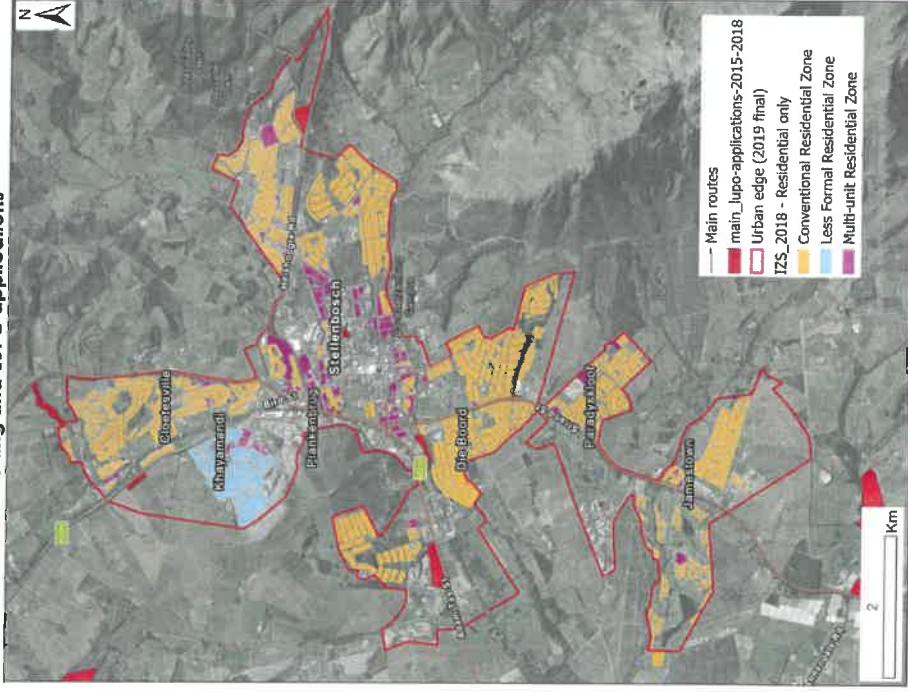 N
Cloetesville
Khayamandi
Plankenbrug
Stellenbosch
Die Boord
Paradyskloof
Jamestown
Main routes
main_lupo-applications-2015-2018
Urban edge (2019 final)
IZS_2018 - Residential only
Conventional Residential Zone
Less Formal Residential Zone
Multi-unit Residential Zone
2
Km